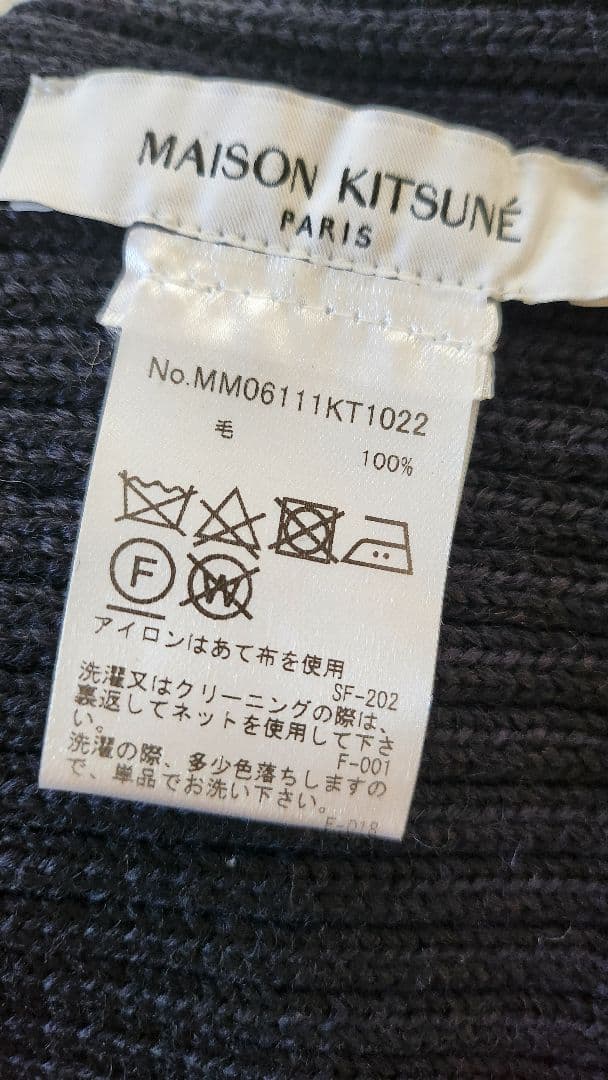 MAISON KITSUNÉ
PARIS
No.MM06111KT1022
毛 100%
F W
アイロンはあて布を使用
SF-202
洗濯又はクリーニングの際は、
裏返してネットを使用して下さ
い。
F-001
洗濯の際、多少色落ちしますの
で、単品でお洗い下さい。
F-018